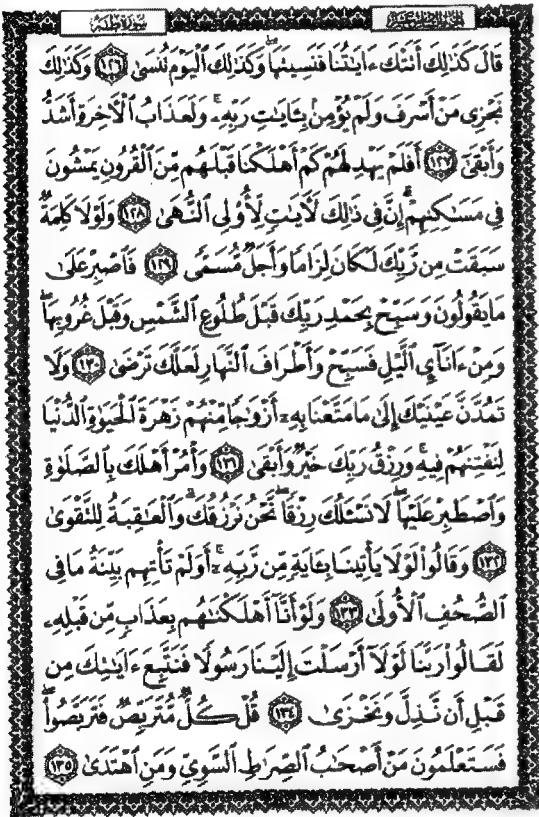 الجزء السادس عشر
سورة طه
قَالَ كَذَٰلِكَ أَتَتْكَ ءَايَٰتُنَا فَنَسِيتَهَا ۖ وَكَذَٰلِكَ ٱلْيَوْمَ تُنسَىٰ ﴿١٢٦﴾ وَكَذَٰلِكَ
نَجْزِى مَنْ أَسْرَفَ وَلَمْ يُؤْمِنۢ بِـَٔايَٰتِ رَبِّهِۦ ۚ وَلَعَذَابُ ٱلْءَاخِرَةِ أَشَدُّ
وَأَبْقَىٰٓ ﴿١٢٧﴾ أَفَلَمْ يَهْدِ لَهُمْ كَمْ أَهْلَكْنَا قَبْلَهُم مِّنَ ٱلْقُرُونِ يَمْشُونَ
فِى مَسَٰكِنِهِمْ ۗ إِنَّ فِى ذَٰلِكَ لَءَايَٰتٍ لِّأُو۟لِى ٱلنُّهَىٰ ﴿١٢٨﴾ وَلَوْلَا كَلِمَةٌ
سَبَقَتْ مِن رَّبِّكَ لَكَانَ لِزَامًا وَأَجَلٌ مُّسَمًّى ﴿١٢٩﴾ فَٱصْبِرْ عَلَىٰ
مَا يَقُولُونَ وَسَبِّحْ بِحَمْدِ رَبِّكَ قَبْلَ طُلُوعِ ٱلشَّمْسِ وَقَبْلَ غُرُوبِهَا ۖ
وَمِنْ ءَانَآئِ ٱلَّيْلِ فَسَبِّحْ وَأَطْرَافَ ٱلنَّهَارِ لَعَلَّكَ تَرْضَىٰ ﴿١٣٠﴾ وَلَا
تَمُدَّنَّ عَيْنَيْكَ إِلَىٰ مَا مَتَّعْنَا بِهِۦٓ أَزْوَٰجًا مِّنْهُمْ زَهْرَةَ ٱلْحَيَوٰةِ ٱلدُّنْيَا
لِنَفْتِنَهُمْ فِيهِ ۚ وَرِزْقُ رَبِّكَ خَيْرٌ وَأَبْقَىٰ ﴿١٣١﴾ وَأْمُرْ أَهْلَكَ بِٱلصَّلَوٰةِ
وَٱصْطَبِرْ عَلَيْهَا ۖ لَا نَسْـَٔلُكَ رِزْقًا ۖ نَّحْنُ نَرْزُقُكَ ۗ وَٱلْعَٰقِبَةُ لِلتَّقْوَىٰ
﴿١٣٢﴾ وَقَالُوا۟ لَوْلَا يَأْتِينَا بِـَٔايَةٍ مِّن رَّبِّهِۦٓ ۚ أَوَلَمْ تَأْتِهِم بَيِّنَةُ مَا فِى
ٱلصُّحُفِ ٱلْأُولَىٰ ﴿١٣٣﴾ وَلَوْ أَنَّآ أَهْلَكْنَٰهُم بِعَذَابٍ مِّن قَبْلِهِۦ
لَقَالُوا۟ رَبَّنَا لَوْلَآ أَرْسَلْتَ إِلَيْنَا رَسُولًا فَنَتَّبِعَ ءَايَٰتِكَ مِن
قَبْلِ أَن نَّذِلَّ وَنَخْزَىٰ ﴿١٣٤﴾ قُلْ كُلٌّ مُّتَرَبِّصٌ فَتَرَبَّصُوا۟ ۖ
فَسَتَعْلَمُونَ مَنْ أَصْحَٰبُ ٱلصِّرَٰطِ ٱلسَّوِىِّ وَمَنِ ٱهْتَدَىٰ ﴿١٣٥﴾